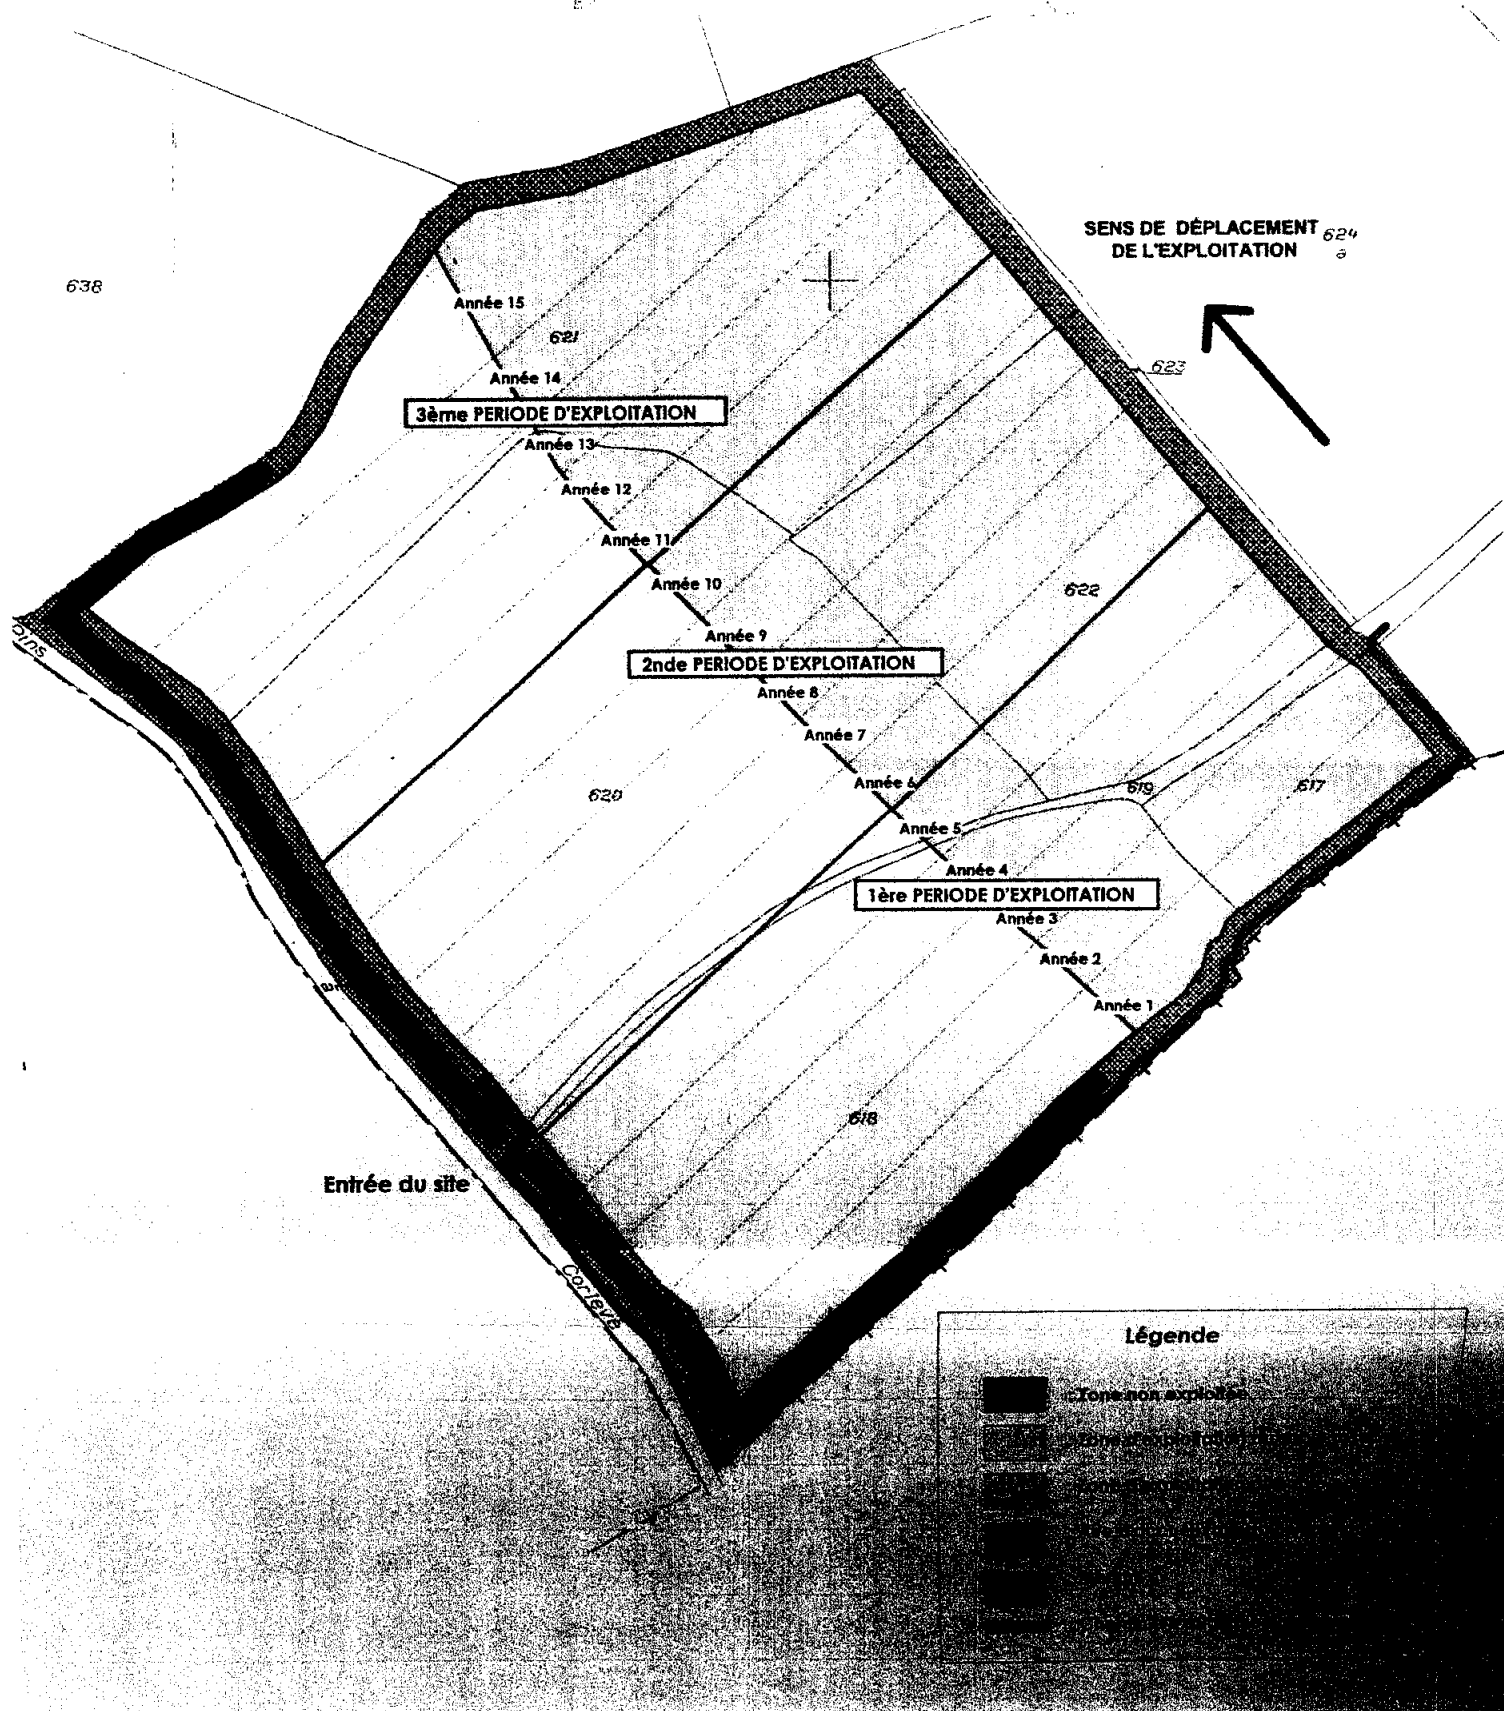 SENS DE DÉPLACEMENT
DE L'EXPLOITATION
624
a
638
Année 15
621
623
Année 14
3ème PERIODE D'EXPLOITATION
Année 13
Année 12
Année 11
Année 10
622
Année 9
2nde PERIODE D'EXPLOITATION
Année 8
Année 7
Année 6
620
619
617
Année 5
Année 4
1ère PERIODE D'EXPLOITATION
Année 3
Année 2
Année 1
618
Entrée du site
Légende
Zone non exploitée